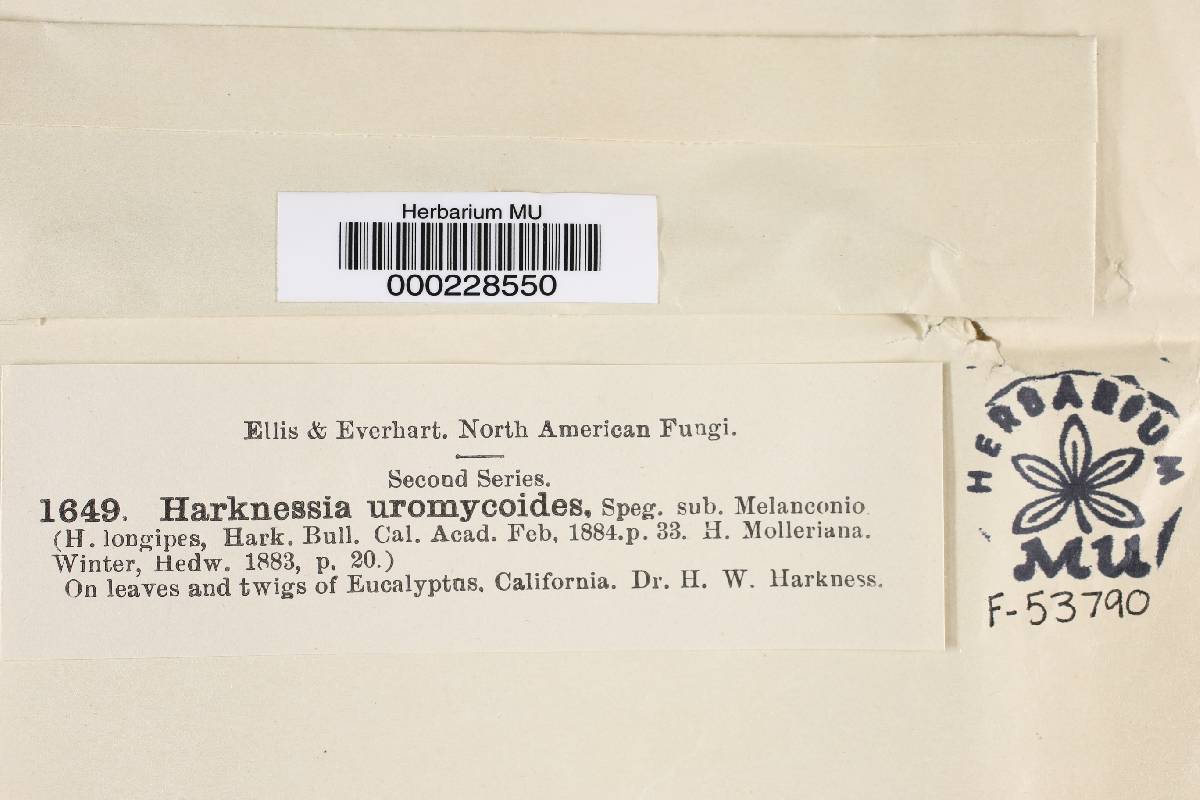 Herbarium MU
000228550
Ellis & Everhart. North American Fungi.
Second Series.
1649. Harknessia uromycoides, Speg. sub. Melanconio
(H. longipes, Hark. Bull. Cal. Acad. Feb, 1884.p. 33. H. Molleriana.
Winter, Hedw. 1883, p. 20.)
On leaves and twigs of Eucalyptus. California. Dr. H. W. Harkness.
HERBARIUM
MU
F-53790